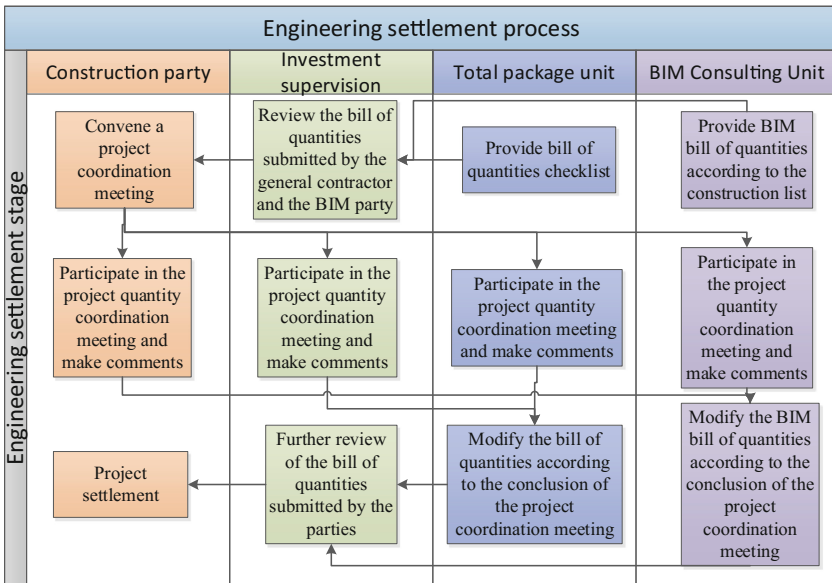 Engineering settlement process
Engineering settlement stage
Construction party
Investment
supervision
Total package unit
BIM Consulting Unit
Convene a
project
coordination
meeting
Review the bill of
quantities
submitted by the
general contractor
and the BIM party
Provide bill of
quantities checklist
Provide BIM
bill of quantities
according to the
construction list
Participate in the
project quantity
coordination
meeting and
make comments
Participate in the
project quantity
coordination
meeting and
make comments
Participate in the
project quantity
coordination meeting
and make comments
Participate in
the project
quantity
coordination
meeting and
make comments
Project
settlement
Further review
of the bill of
quantities
submitted by the
parties
Modify the bill of
quantities according
to the conclusion of
the project
coordination meeting
Modify the BIM
bill of quantities
according to the
conclusion of the
project
coordination
meeting